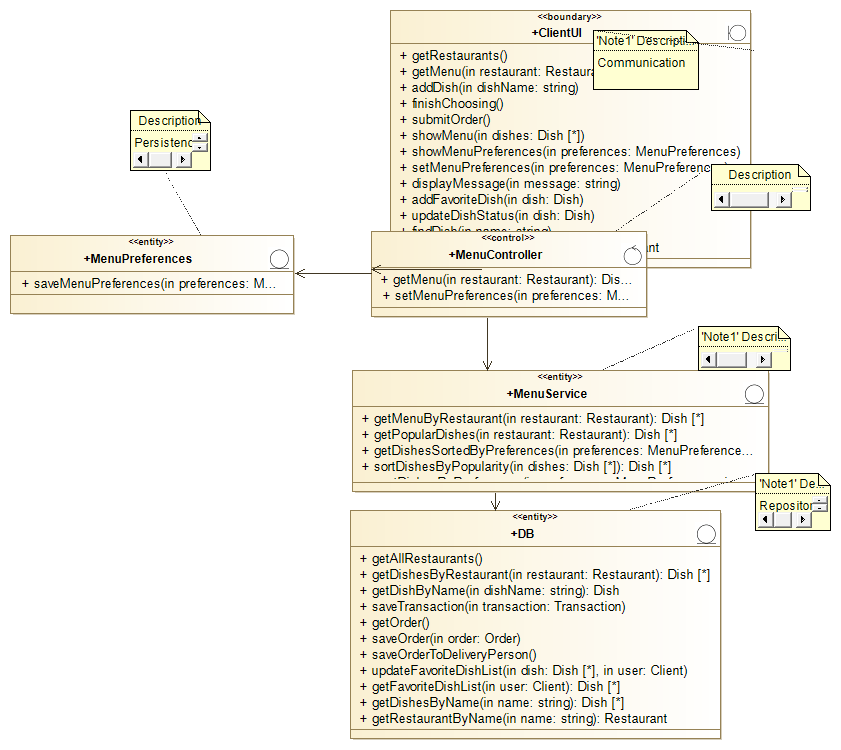 <<boundary>>
+ClientUI
+ getRestaurants()
+ getMenu(in restaurant: Restaura
+ addDish(in dishName: string)
+ finishChoosing()
+ submitOrder()
+ showMenu(in dishes: Dish [*])
+ showMenuPreferences(in preferences: MenuPreferences)
+ setMenuPreferences(in preferences: MenuPreference
+ displayMessage(in message: string)
+ addFavoriteDish(in dish: Dish)
+ updateDishStatus(in dish: Dish)
+ findDish(in name: string)
ant
'Note1' Descripti...
Communication
Description
Persistenc
Description
<<entity>>
+MenuPreferences
+ saveMenuPreferences(in preferences: M...
<<control>>
+MenuController
+ getMenu(in restaurant: Restaurant): Dis...
+ setMenuPreferences(in preferences: M...
'Note1' Descri...
<<entity>>
+MenuService
+ getMenuByRestaurant(in restaurant: Restaurant): Dish [*]
+ getPopularDishes(in restaurant: Restaurant): Dish [*]
+ getDishesSortedByPreferences(in preferences: MenuPreference...
+ sortDishesByPopularity(in dishes: Dish [*]): Dish [*]
'Note1' De...
Repositor
<<entity>>
+DB
+ getAllRestaurants()
+ getDishesByRestaurant(in restaurant: Restaurant): Dish [*]
+ getDishByName(in dishName: string): Dish
+ saveTransaction(in transaction: Transaction)
+ getOrder()
+ saveOrder(in order: Order)
+ saveOrderToDeliveryPerson()
+ updateFavoriteDishList(in dish: Dish [*], in user: Client)
+ getFavoriteDishList(in user: Client): Dish [*]
+ getDishesByName(in name: string): Dish [*]
+ getRestaurantByName(in name: string): Restaurant